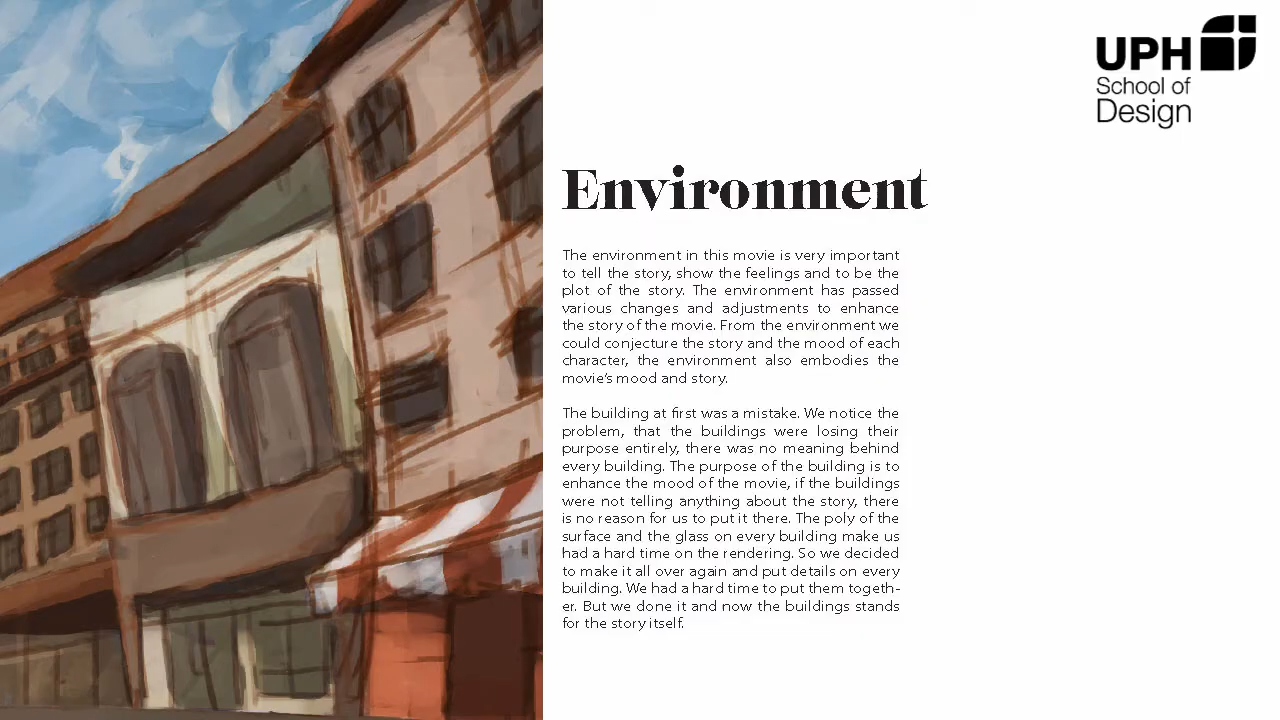 UPH
School of
Design
Environment
The environment in this movie is very important
to tell the story, show the feelings and to be the
plot of the story. The environment has passed
various changes and adjustments to enhance
the story of the movie. From the environment we
could conjecture the story and the mood of each
character, the environment also embodies the
movie's mood and story.
The building at first was a mistake. We notice the
problem, that the buildings were losing their
purpose entirely, there was no meaning behind
every building. The purpose of the building is to
enhance the mood of the movie, if the buildings
were not telling anything about the story, there
is no reason for us to put it there. The poly of the
surface and the glass on every building make us
had a hard time on the rendering. So we decided
to make it all over again and put details on every
building. We had a hard time to put them togeth-
er. But we done it and now the buildings stands
for the story itself.